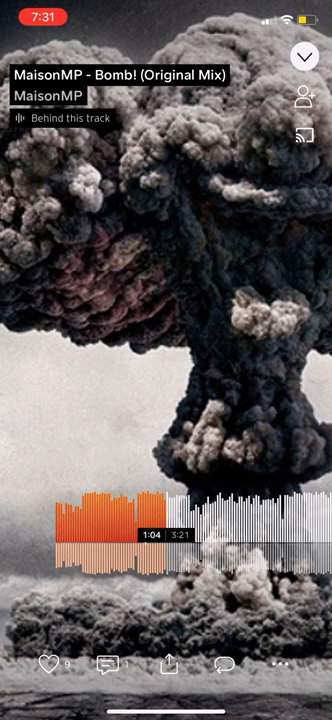 7:31
MaisonMP - Bomb! (Original Mix)
MaisonMP
Behind this track
1:04 3:21
9 1